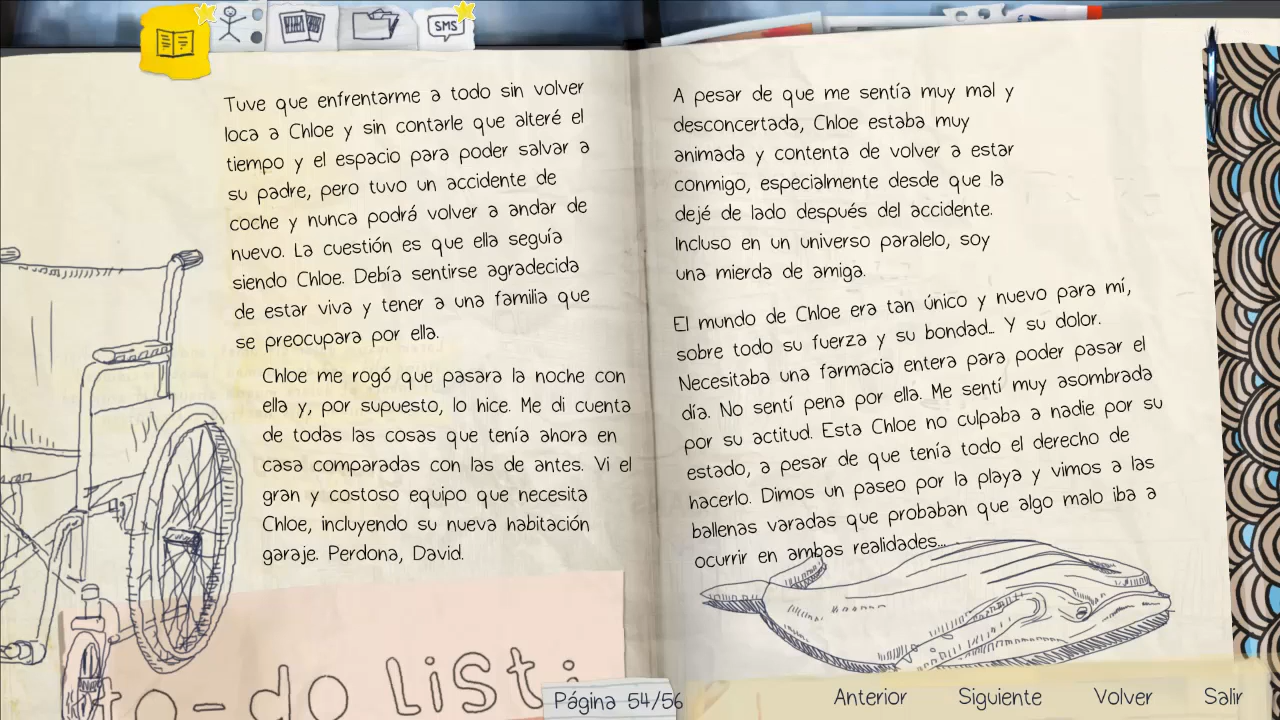 SMS
Tuve que enfrentarme a todo sin volver
loca a Chloe y sin contarle que alteré el
tiempo y el espacio para poder salvar a
su padre, pero tuvo un accidente de
coche y nunca podrá volver a andar de
nuevo. La cuestión es que ella seguía
siendo Chloe. Debía sentirse agradecida
de estar viva y tener a una familia que
se preocupara por ella.
Chloe me rogó que pasara la noche con
ella y, por supuesto, lo hice. Me di cuenta
de todas las cosas que tenía ahora en
casa comparadas con las de antes. Vi el
gran y costoso equipo que necesita
Chloe, incluyendo su nueva habitación
garaje. Perdona, David.
to-do list:
A pesar de que me sentía muy mal y
desconcertada, Chloe estaba muy
animada y contenta de volver a estar
conmigo, especialmente desde que la
dejé de lado después del accidente.
Incluso en un universo paralelo, soy
una mierda de amiga.
El mundo de Chloe era tan único y nuevo para mí,
sobre todo su fuerza y su bondad... Y su dolor.
Necesitaba una farmacia entera para poder pasar el
día. No sentí pena por ella. Me sentí muy asombrada
por su actitud. Esta Chloe no culpaba a nadie por su
estado, a pesar de que tenía todo el derecho de
hacerlo. Dimos un paseo por la playa y vimos a las
ballenas varadas que probaban que algo malo iba a
ocurrir en ambas realidades...
Página 54/56
Anterior
Siguiente
Volver
Salir